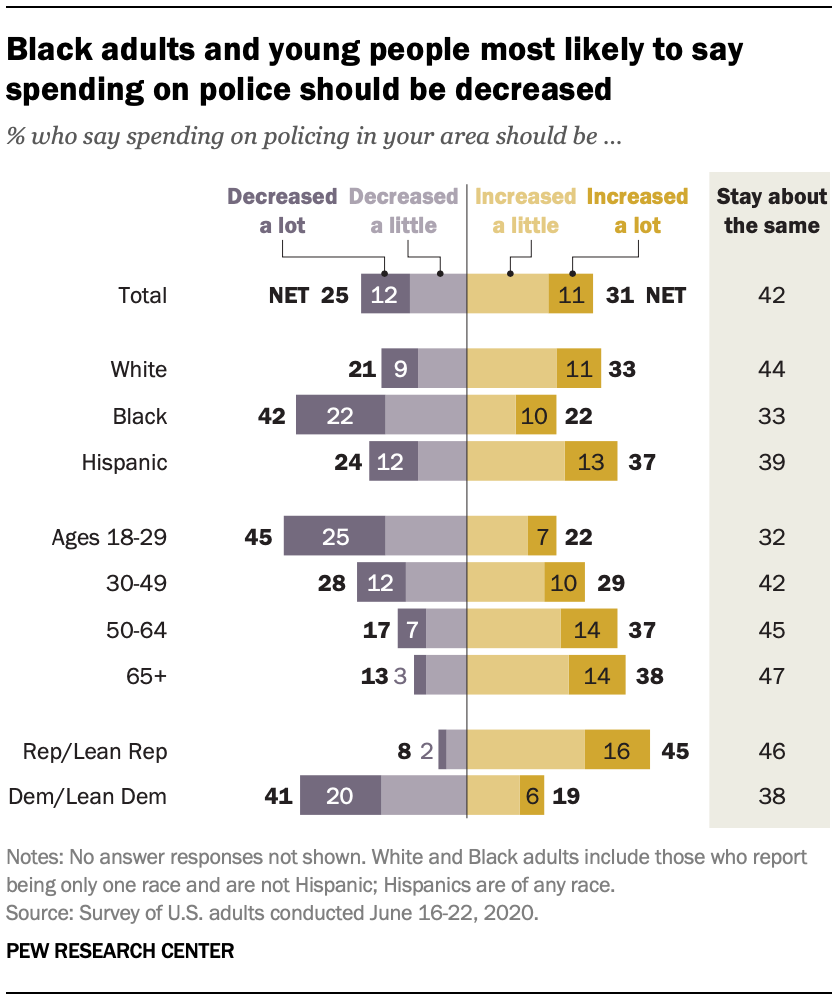 Black adults and young people most likely to say
spending on police should be decreased
% who say spending on policing in your area should be ...
Decreased a lot Decreased a little Increased a little Increased a lot Stay about the same
Total NET 25 12 11 31 NET 42
White 21 9 11 33 44
Black 42 22 10 22 33
Hispanic 24 12 13 37 39
Ages 18-29 45 25 7 22 32
30-49 28 12 10 29 42
50-64 17 7 14 37 45
65+ 13 3 14 38 47
Rep/Lean Rep 8 2 16 45 46
Dem/Lean Dem 41 20 6 19 38
Notes: No answer responses not shown. White and Black adults include those who report
being only one race and are not Hispanic; Hispanics are of any race.
Source: Survey of U.S. adults conducted June 16-22, 2020.
PEW RESEARCH CENTER